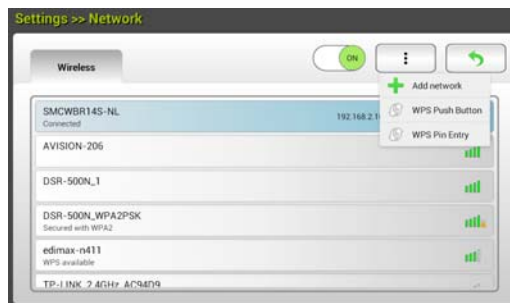 Settings >> Network
Wireless
ON
Add network
WPS Push Button
WPS Pin Entry
SMCWBR14S-NL
192.168.2.1
Connected
AVISION-206
DSR-500N_1
DSR-500N_WPA2PSK
Secured with WPA2
edimax-n411
WPS available
TP-LINK_2.4GHz_AC94D9